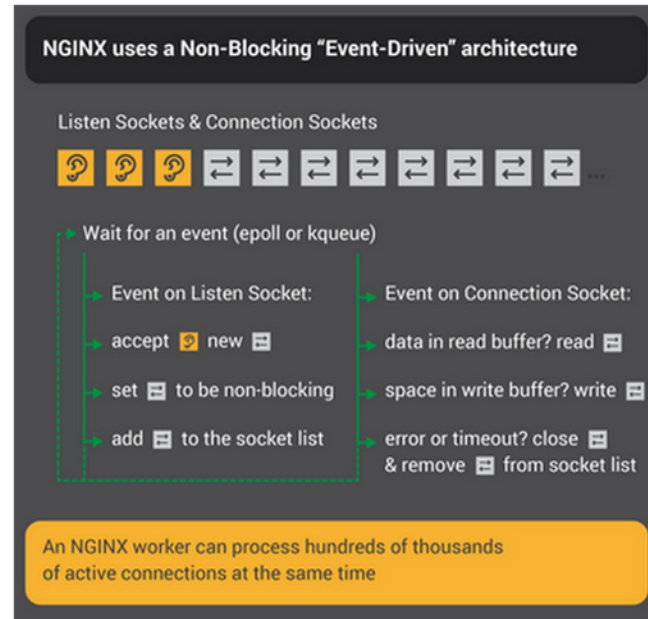 NGINX uses a Non-Blocking “Event-Driven” architecture
Listen Sockets & Connection Sockets
...
Wait for an event (epoll or kqueue)
Event on Listen Socket:
accept new
set to be non-blocking
add to the socket list
Event on Connection Socket:
data in read buffer? read
space in write buffer? write
error or timeout? close
& remove from socket list
An NGINX worker can process hundreds of thousands
of active connections at the same time